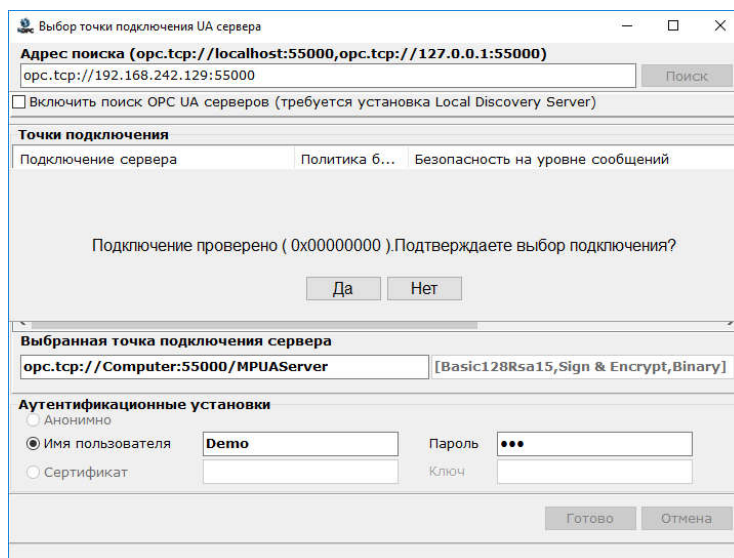 Выбор точки подключения UA сервера
Адрес поиска (opc.tcp://localhost:55000,opc.tcp://127.0.0.1:55000)
opc.tcp://192.168.242.129:55000 Поиск
Включить поиск OPC UA серверов (требуется установка Local Discovery Server)
Точки подключения
Подключение сервера Политика б... Безопасность на уровне сообщений
Подключение проверено ( 0x00000000 ).Подтверждаете выбор подключения?
Да Нет
Выбранная точка подключения сервера
opc.tcp://Computer:55000/MPUAServer [Basic128Rsa15,Sign & Encrypt,Binary]
Аутентификационные установки
Анонимно
Имя пользователя Demo Пароль •••
Сертификат Ключ
Готово Отмена